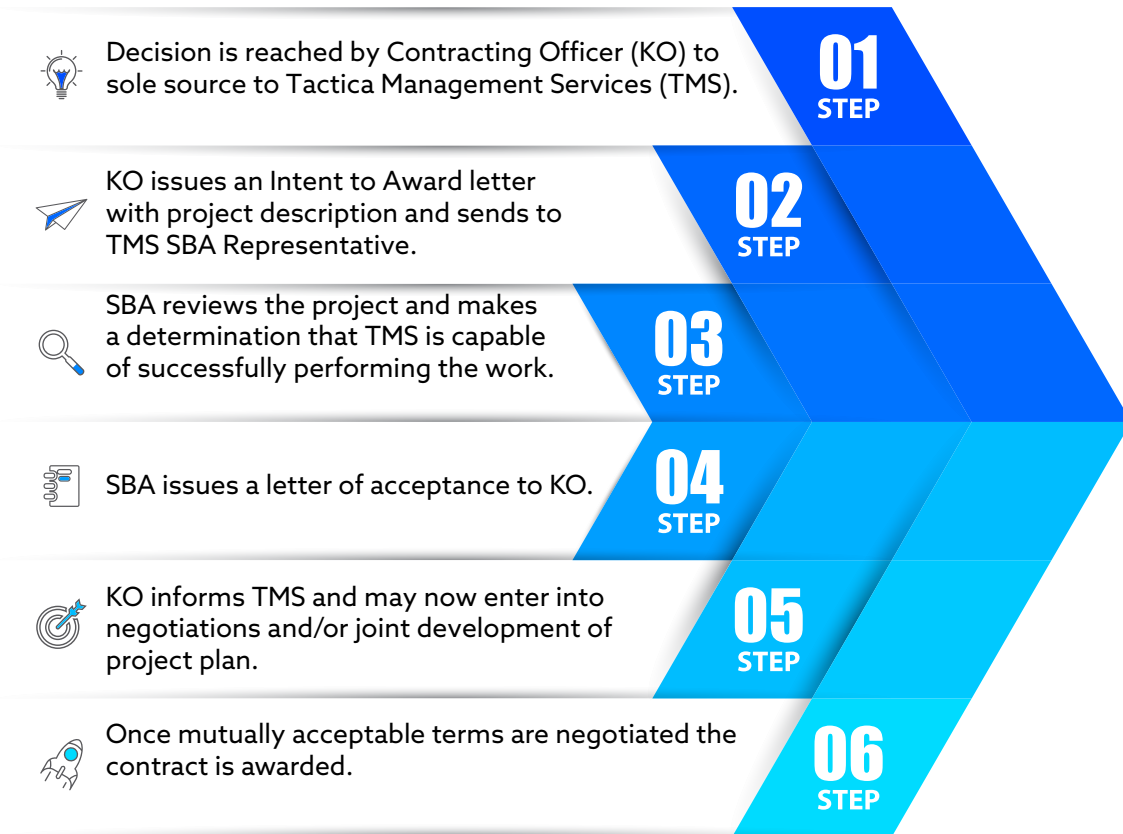 Decision is reached by Contracting Officer (KO) to
sole source to Tactica Management Services (TMS).
01
STEP
KO issues an Intent to Award letter
with project description and sends to
TMS SBA Representative.
02
STEP
SBA reviews the project and makes
a determination that TMS is capable
of successfully performing the work.
03
STEP
SBA issues a letter of acceptance to KO.
04
STEP
KO informs TMS and may now enter into
negotiations and/or joint development of
project plan.
05
STEP
Once mutually acceptable terms are negotiated the
contract is awarded.
06
STEP